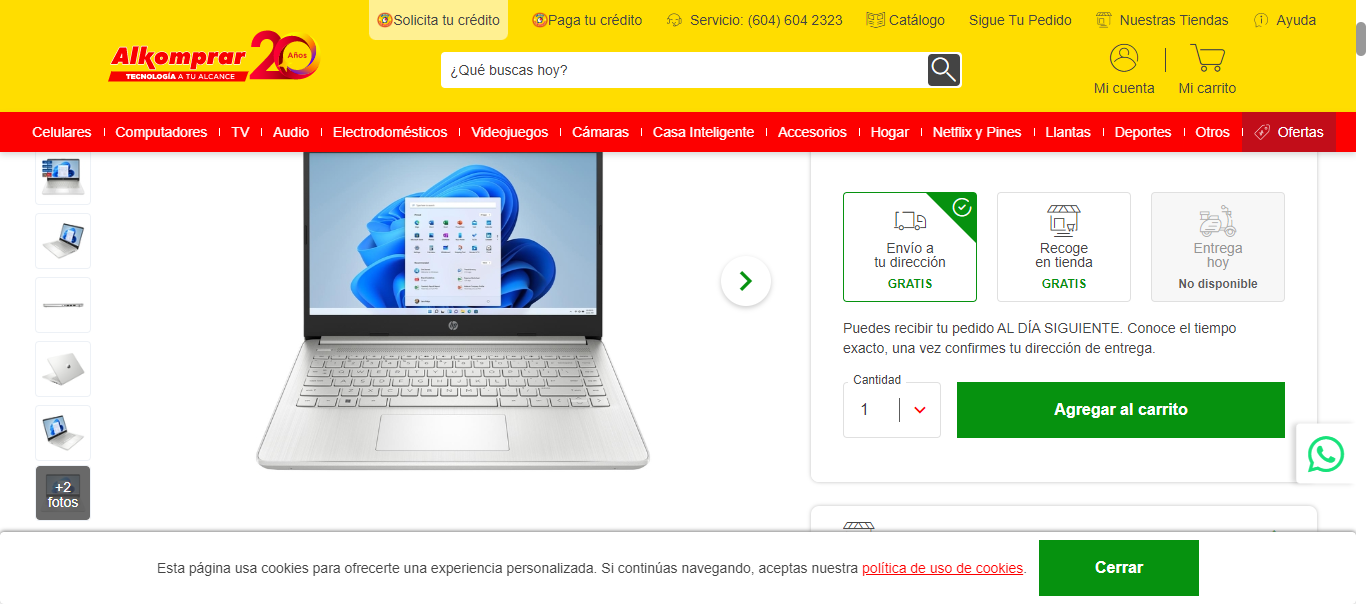 Solicita tu crédito
Paga tu crédito
Servicio: (604) 604 2323
Catálogo
Sigue Tu Pedido
Nuestras Tiendas
Ayuda
Alkomprar 20 Años
TECNOLOGÍA A TU ALCANCE
¿Qué buscas hoy?
Mi cuenta
Mi carrito
Celulares
Computadores
TV
Audio
Electrodomésticos
Videojuegos
Cámaras
Casa Inteligente
Accesorios
Hogar
Netflix y Pines
Llantas
Deportes
Otros
Ofertas
+2
fotos
hp
Envío a
tu dirección
GRATIS
Recoge
en tienda
GRATIS
Entrega
hoy
No disponible
Puedes recibir tu pedido AL DÍA SIGUIENTE. Conoce el tiempo
exacto, una vez confirmes tu dirección de entrega.
Cantidad
1
Agregar al carrito
Esta página usa cookies para ofrecerte una experiencia personalizada. Si continúas navegando, aceptas nuestra política de uso de cookies.
Cerrar